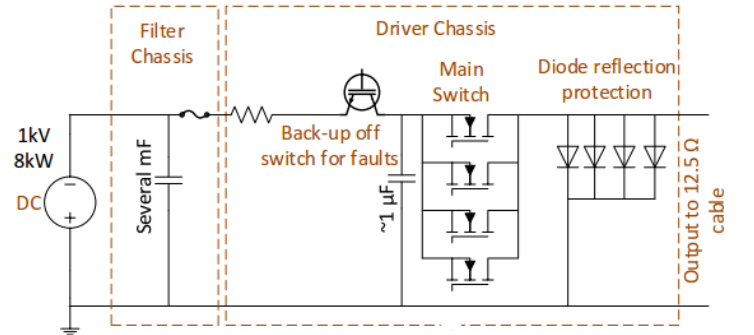 Filter
Chassis
Driver Chassis
Main
Switch
Diode reflection
protection
Back-up off
switch for faults
1kV
8kW
DC
Several mF
~1 µF
Output to 12.5 Ω
cable